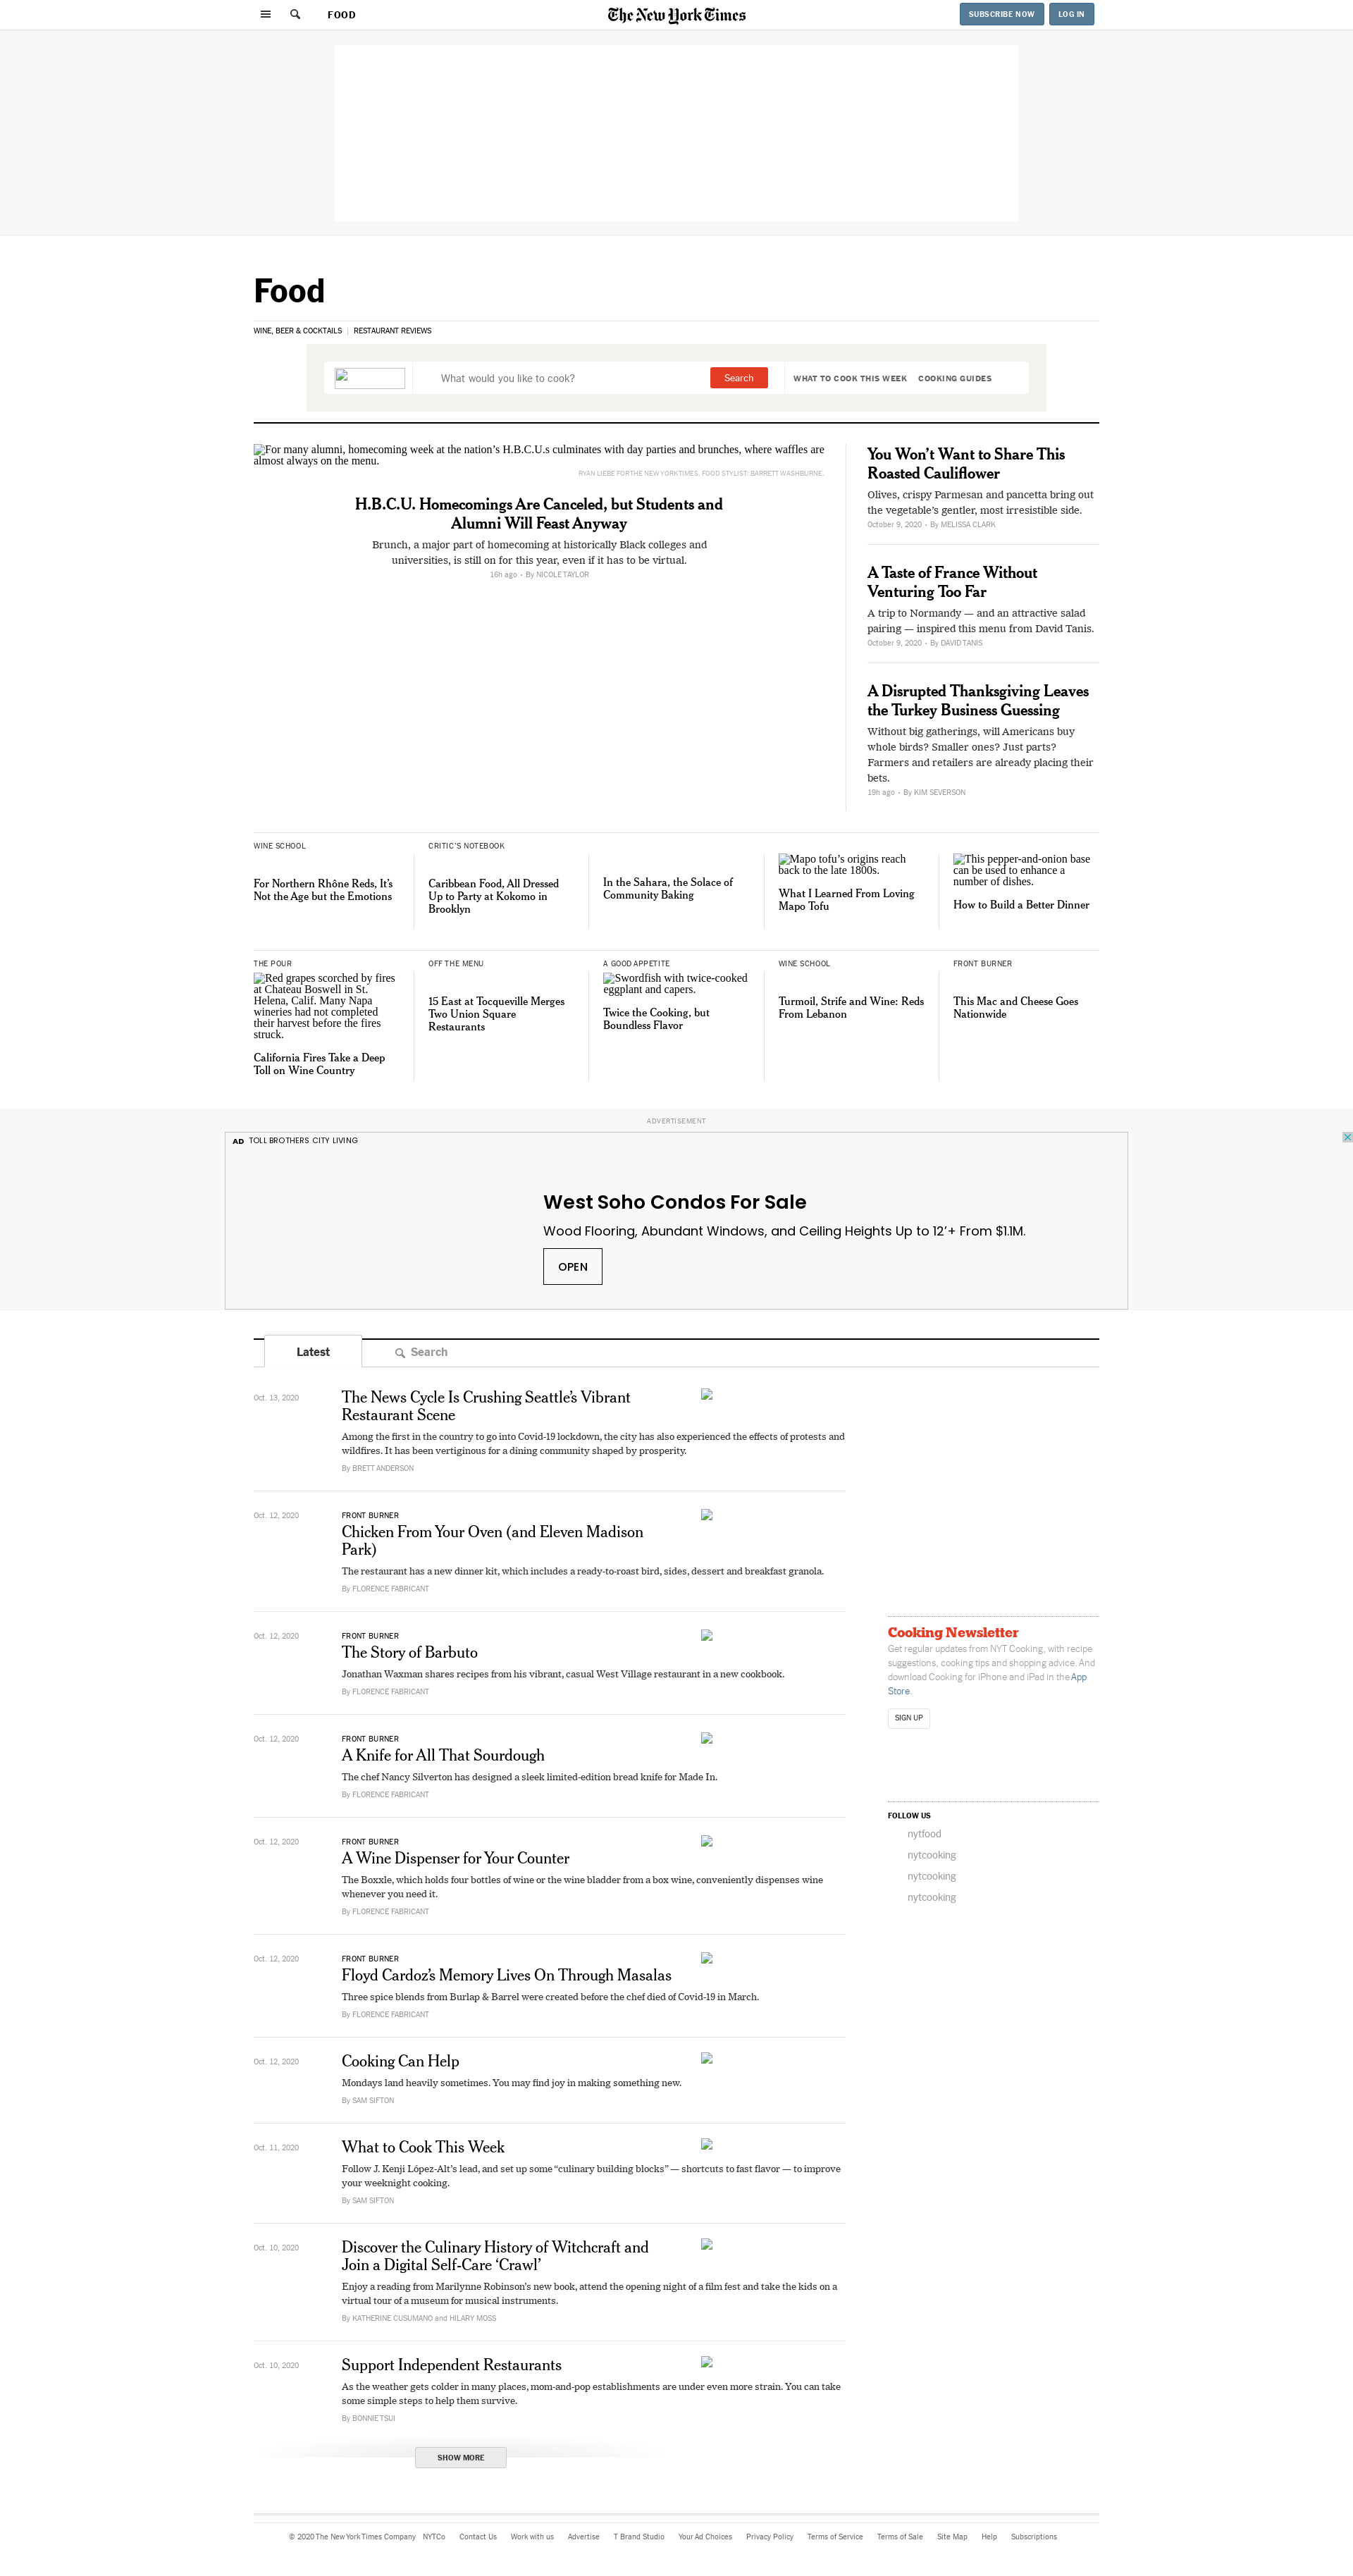 FOOD
The New York Times
SUBSCRIBE NOW
LOG IN
Food
WINE, BEER & COCKTAILS | RESTAURANT REVIEWS
What would you like to cook?
Search
WHAT TO COOK THIS WEEK
COOKING GUIDES
For many alumni, homecoming week at the nation’s H.B.C.U.s culminates with day parties and brunches, where waffles are
almost always on the menu.
RYAN LIEBE FOR THE NEW YORK TIMES. FOOD STYLIST: BARRETT WASHBURNE.
H.B.C.U. Homecomings Are Canceled, but Students and
Alumni Will Feast Anyway
Brunch, a major part of homecoming at historically Black colleges and
universities, is still on for this year, even if it has to be virtual.
16h ago • By NICOLE TAYLOR
You Won’t Want to Share This
Roasted Cauliflower
Olives, crispy Parmesan and pancetta bring out
the vegetable’s gentler, most irresistible side.
October 9, 2020 • By MELISSA CLARK
A Taste of France Without
Venturing Too Far
A trip to Normandy — and an attractive salad
pairing — inspired this menu from David Tanis.
October 9, 2020 • By DAVID TANIS
A Disrupted Thanksgiving Leaves
the Turkey Business Guessing
Without big gatherings, will Americans buy
whole birds? Smaller ones? Just parts?
Farmers and retailers are already placing their
bets.
19h ago • By KIM SEVERSON
WINE SCHOOL
For Northern Rhône Reds, It’s
Not the Age but the Emotions
CRITIC’S NOTEBOOK
Caribbean Food, All Dressed
Up to Party at Kokomo in
Brooklyn
In the Sahara, the Solace of
Community Baking
Mapo tofu’s origins reach
back to the late 1800s.
What I Learned From Loving
Mapo Tofu
This pepper-and-onion base
can be used to enhance a
number of dishes.
How to Build a Better Dinner
THE POUR
Red grapes scorched by fires
at Chateau Boswell in St.
Helena, Calif. Many Napa
wineries had not completed
their harvest before the fires
struck.
California Fires Take a Deep
Toll on Wine Country
OFF THE MENU
15 East at Tocqueville Merges
Two Union Square
Restaurants
A GOOD APPETITE
Swordfish with twice-cooked
eggplant and capers.
Twice the Cooking, but
Boundless Flavor
WINE SCHOOL
Turmoil, Strife and Wine: Reds
From Lebanon
FRONT BURNER
This Mac and Cheese Goes
Nationwide
ADVERTISEMENT
AD TOLL BROTHERS CITY LIVING
West Soho Condos For Sale
Wood Flooring, Abundant Windows, and Ceiling Heights Up to 12’+ From $1.1M.
OPEN
Latest
Search
Oct. 13, 2020
The News Cycle Is Crushing Seattle’s Vibrant
Restaurant Scene
Among the first in the country to go into Covid-19 lockdown, the city has also experienced the effects of protests and
wildfires. It has been vertiginous for a dining community shaped by prosperity.
By BRETT ANDERSON
Oct. 12, 2020
FRONT BURNER
Chicken From Your Oven (and Eleven Madison
Park)
The restaurant has a new dinner kit, which includes a ready-to-roast bird, sides, dessert and breakfast granola.
By FLORENCE FABRICANT
Oct. 12, 2020
FRONT BURNER
The Story of Barbuto
Jonathan Waxman shares recipes from his vibrant, casual West Village restaurant in a new cookbook.
By FLORENCE FABRICANT
Oct. 12, 2020
FRONT BURNER
A Knife for All That Sourdough
The chef Nancy Silverton has designed a sleek limited-edition bread knife for Made In.
By FLORENCE FABRICANT
Oct. 12, 2020
FRONT BURNER
A Wine Dispenser for Your Counter
The Boxxle, which holds four bottles of wine or the wine bladder from a box wine, conveniently dispenses wine
whenever you need it.
By FLORENCE FABRICANT
Oct. 12, 2020
FRONT BURNER
Floyd Cardoz’s Memory Lives On Through Masalas
Three spice blends from Burlap & Barrel were created before the chef died of Covid-19 in March.
By FLORENCE FABRICANT
Oct. 12, 2020
Cooking Can Help
Mondays land heavily sometimes. You may find joy in making something new.
By SAM SIFTON
Oct. 11, 2020
What to Cook This Week
Follow J. Kenji López-Alt’s lead, and set up some “culinary building blocks” — shortcuts to fast flavor — to improve
your weeknight cooking.
By SAM SIFTON
Oct. 10, 2020
Discover the Culinary History of Witchcraft and
Join a Digital Self-Care ‘Crawl’
Enjoy a reading from Marilynne Robinson’s new book, attend the opening night of a film fest and take the kids on a
virtual tour of a museum for musical instruments.
By KATHERINE CUSUMANO and HILARY MOSS
Oct. 10, 2020
Support Independent Restaurants
As the weather gets colder in many places, mom-and-pop establishments are under even more strain. You can take
some simple steps to help them survive.
By BONNIE TSUI
SHOW MORE
Cooking Newsletter
Get regular updates from NYT Cooking, with recipe
suggestions, cooking tips and shopping advice. And
download Cooking for iPhone and iPad in the App
Store.
SIGN UP
FOLLOW US
nytfood
nytcooking
nytcooking
nytcooking
© 2020 The New York Times Company NYTCo Contact Us Work with us Advertise T Brand Studio Your Ad Choices Privacy Policy Terms of Service Terms of Sale Site Map Help Subscriptions